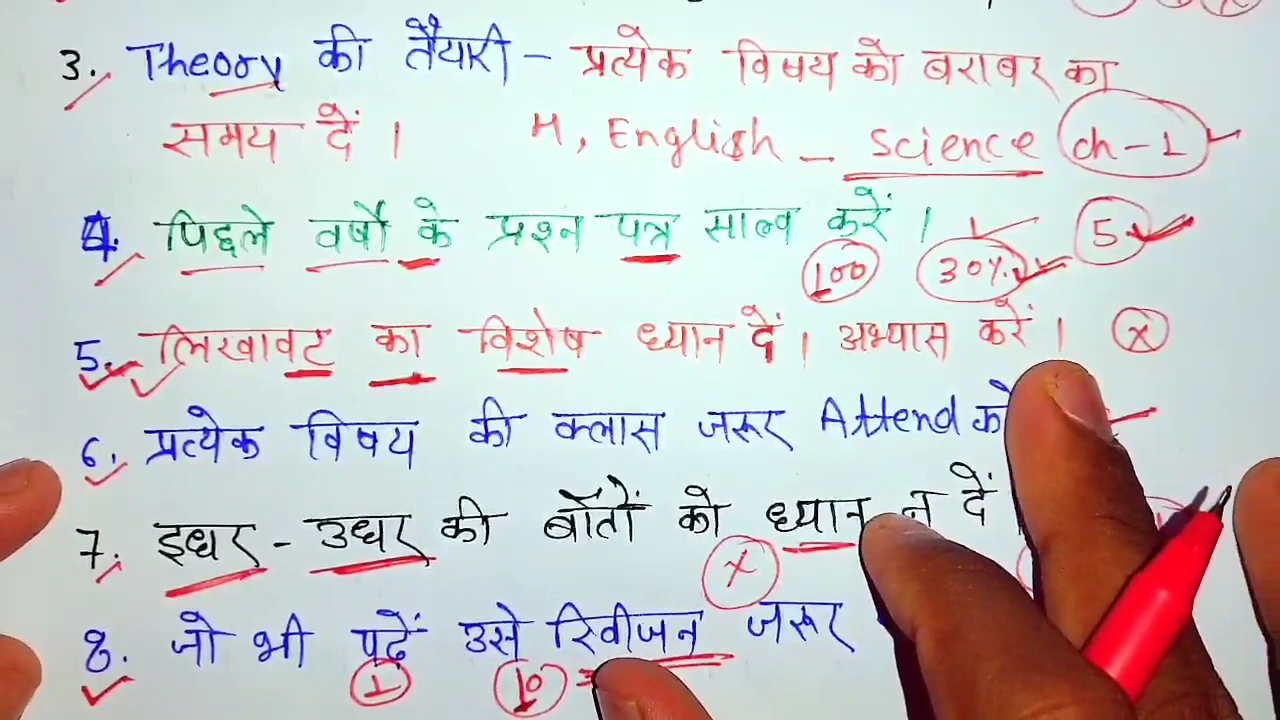 3. Theory की तैयारी - प्रत्येक विषय को बराबर का
समय दें । H, English - Science ch-1
4. पिछले वर्षो के प्रश्न पत्र साल्व करें । 5
100 30%
5. लिखावट का विशेष ध्यान दें । अभ्यास करें । x
6. प्रत्येक विषय की क्लास जरूर Attend
7. इधर - उधर की बातों को ध्यान न दें
x
8. जो भी पढ़ें उसे रिवीजन जरूर
1 10 =